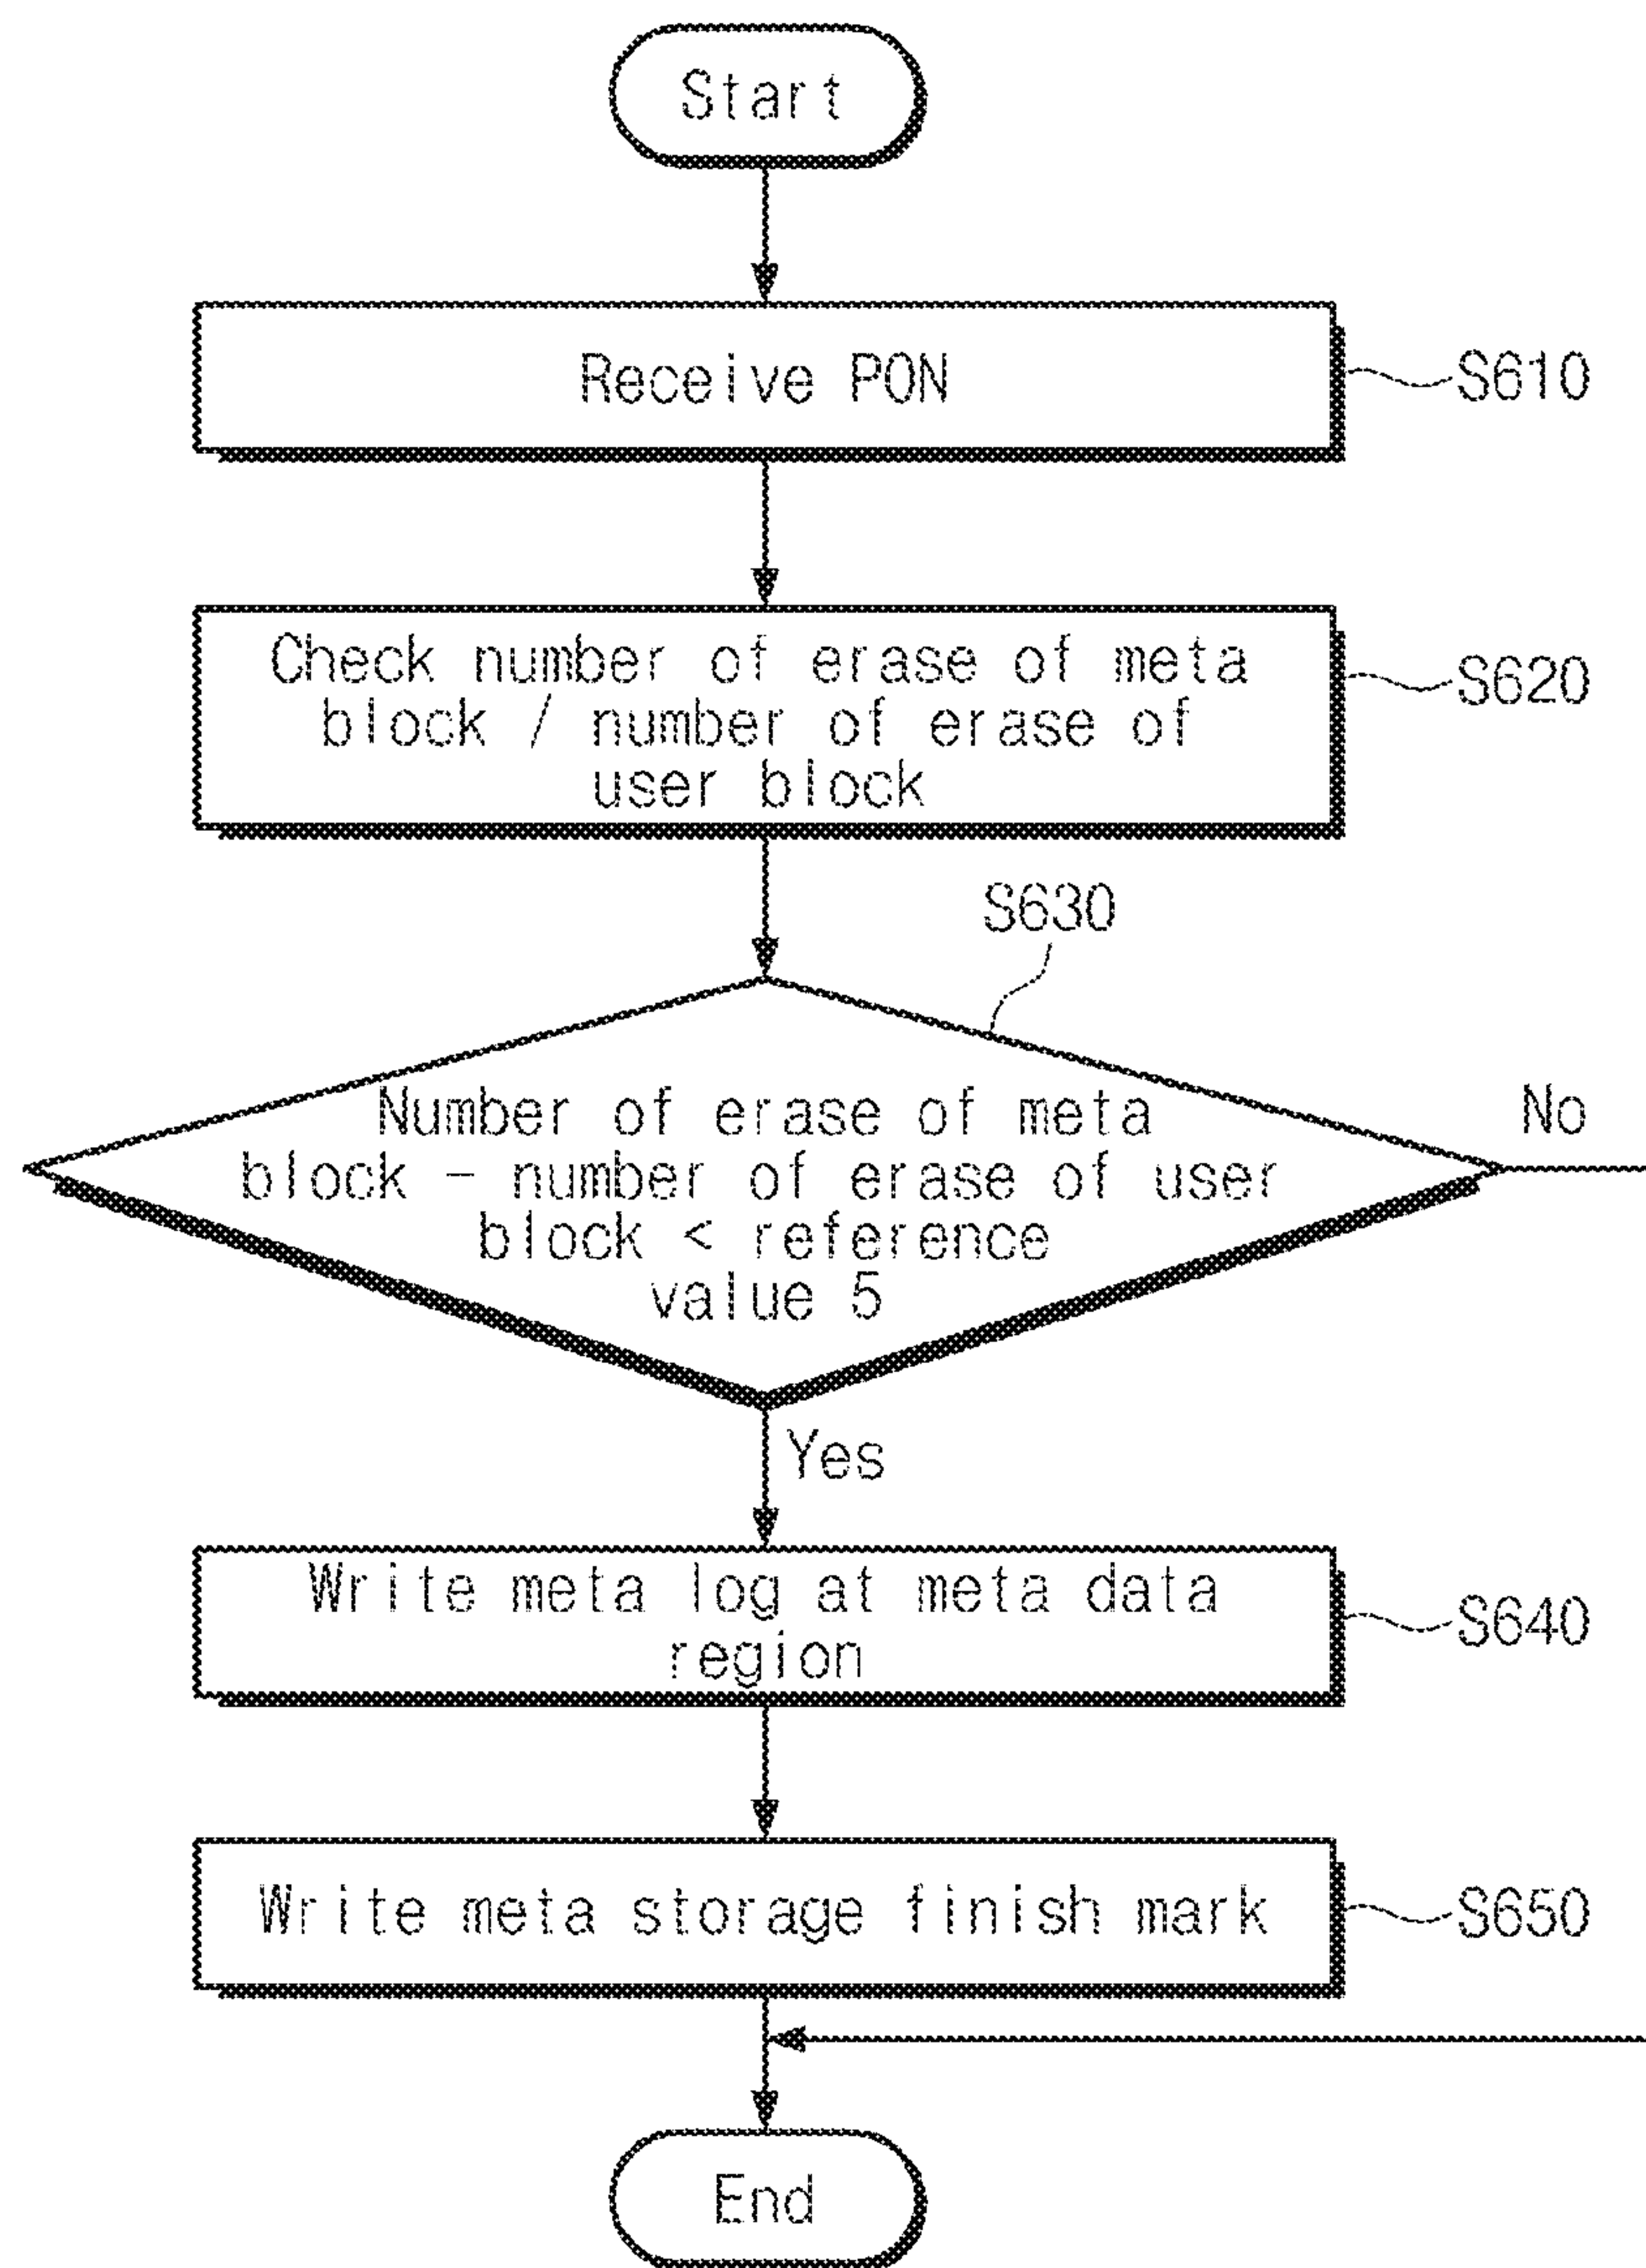 Start
Receive PON
S610
Check number of erase of meta
block / number of erase of
user block
S620
S630
Number of erase of meta
block - number of erase of user
block < reference
value 5
No
Yes
Write meta log at meta data
region
S640
Write meta storage finish mark
S650
End